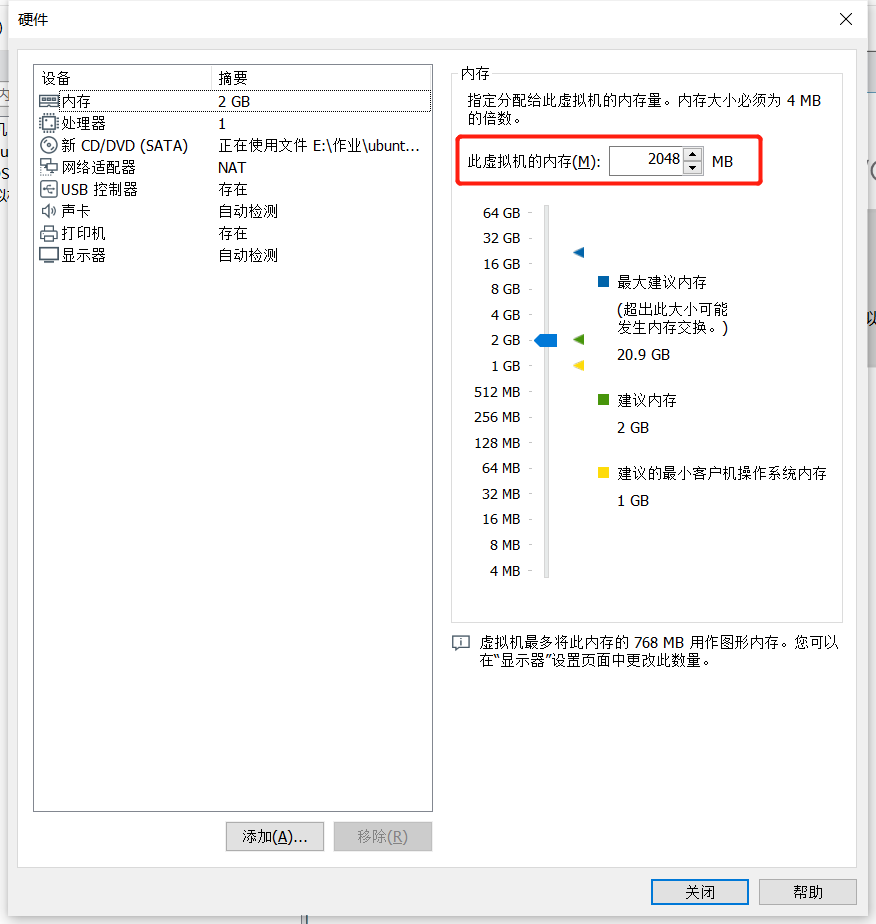 硬件
设备 摘要
内存 2 GB
处理器 1
新 CD/DVD (SATA) 正在使用文件 E:\作业\ubunt...
网络适配器 NAT
USB 控制器 存在
声卡 自动检测
打印机 存在
显示器 自动检测
添加(A)... 移除(R)
内存
指定分配给此虚拟机的内存量。内存大小必须为 4 MB
的倍数。
此虚拟机的内存(M): 2048 MB
64 GB
32 GB
16 GB
8 GB
4 GB
2 GB
1 GB
512 MB
256 MB
128 MB
64 MB
32 MB
16 MB
8 MB
4 MB
最大建议内存
(超出此大小可能
发生内存交换。)
20.9 GB
建议内存
2 GB
建议的最小客户机操作系统内存
1 GB
虚拟机最多将此内存的 768 MB 用作图形内存。您可以
在“显示器”设置页面中更改此数量。
关闭 帮助